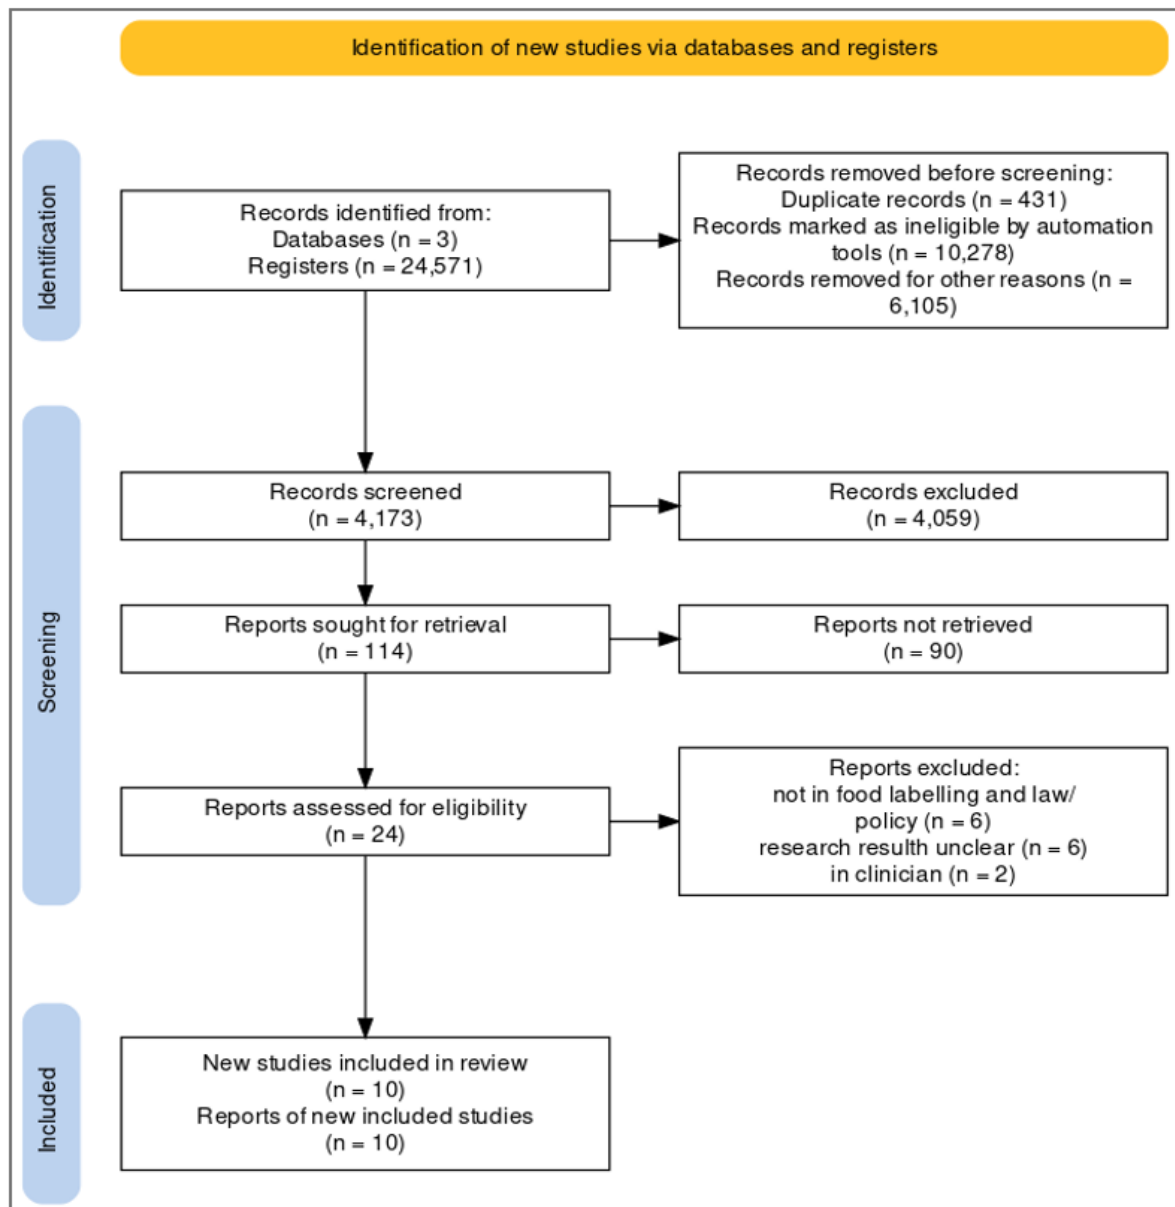 Identification of new studies via databases and registers
Identification
Records identified from:
Databases (n = 3)
Registers (n = 24,571)
Records removed before screening:
Duplicate records (n = 431)
Records marked as ineligible by automation
tools (n = 10,278)
Records removed for other reasons (n =
6,105)
Screening
Records screened
(n = 4,173)
Records excluded
(n = 4,059)
Reports sought for retrieval
(n = 114)
Reports not retrieved
(n = 90)
Reports assessed for eligibility
(n = 24)
Reports excluded:
not in food labelling and law/
policy (n = 6)
research resulth unclear (n = 6)
in clinician (n = 2)
Included
New studies included in review
(n = 10)
Reports of new included studies
(n = 10)